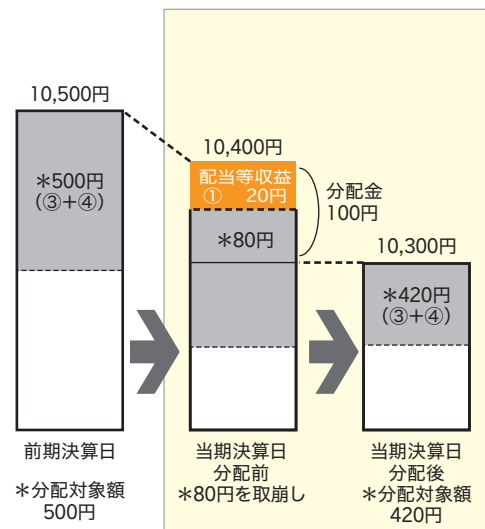 10,500円
＊500円
（③＋④）
前期決算日
＊分配対象額
500円
10,400円
配当等収益
① 20円
＊80円
分配金
100円
当期決算日
分配前
＊80円を取崩し
10,300円
＊420円
（③＋④）
当期決算日
分配後
＊分配対象額
420円